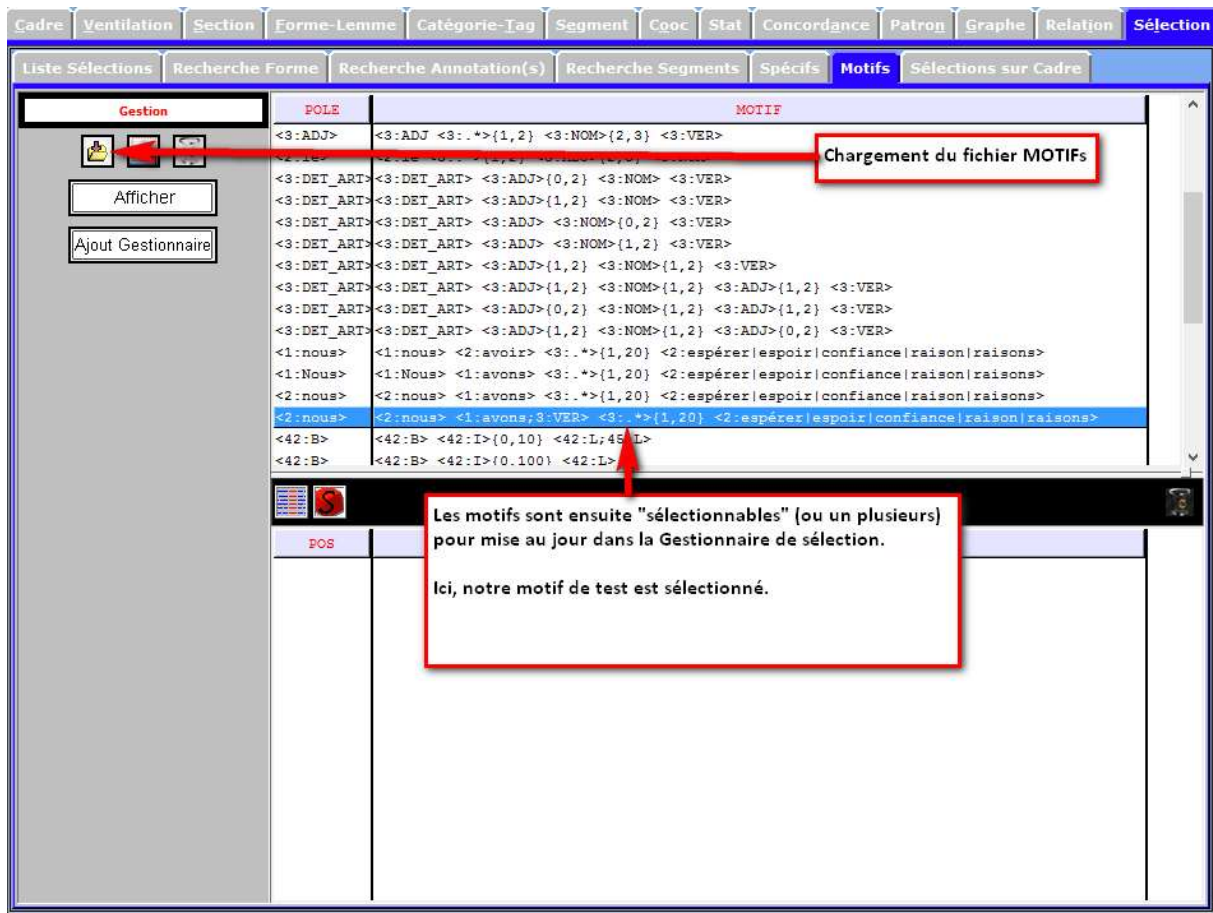 Cadre Ventilation Section Forme-Lemme Catégorie-Tag Segment Cooc Stat Concordance Patron Graphe Relation Sélection
Liste Sélections Recherche Forme Recherche Annotation(s) Recherche Segments Spécifs Motifs Sélections sur Cadre
Gestion
Afficher
Ajout Gestionnaire
POLE MOTIF
<3:ADJ> <3:ADJ <3:.*>{1,2} <3:NOM>{2,3} <3:VER>
Chargement du fichier MOTIFs
<3:DET_ART> <3:DET_ART> <3:ADJ>{0,2} <3:NOM> <3:VER>
<3:DET_ART> <3:DET_ART> <3:ADJ>{1,2} <3:NOM> <3:VER>
<3:DET_ART> <3:DET_ART> <3:ADJ> <3:NOM>{0,2} <3:VER>
<3:DET_ART> <3:DET_ART> <3:ADJ> <3:NOM>{1,2} <3:VER>
<3:DET_ART> <3:DET_ART> <3:ADJ>{1,2} <3:NOM>{1,2} <3:VER>
<3:DET_ART> <3:DET_ART> <3:ADJ>{1,2} <3:NOM>{1,2} <3:ADJ>{1,2} <3:VER>
<3:DET_ART> <3:DET_ART> <3:ADJ>{0,2} <3:NOM>{1,2} <3:ADJ>{1,2} <3:VER>
<3:DET_ART> <3:DET_ART> <3:ADJ>{1,2} <3:NOM>{1,2} <3:ADJ>{0,2} <3:VER>
<1:nous> <1:nous> <2:avoir> <3:.*>{1,20} <2:espérer|espoir|confiance|raison|raisons>
<1:Nous> <1:Nous> <1:avons> <3:.*>{1,20} <2:espérer|espoir|confiance|raison|raisons>
<2:nous> <2:nous> <1:avons> <3:.*>{1,20} <2:espérer|espoir|confiance|raison|raisons>
<2:nous> <2:nous> <1:avons;3:VER> <3:.*>{1,20} <2:espérer|espoir|confiance|raison|raisons>
<42:B> <42:B> <42:I>{0,10}
<42:B> <42:B> <42:I>{0.100} <42:L>
S
POS
Les motifs sont ensuite "sélectionnables" (ou un plusieurs)
pour mise au jour dans la Gestionnaire de sélection.
Ici, notre motif de test est sélectionné.